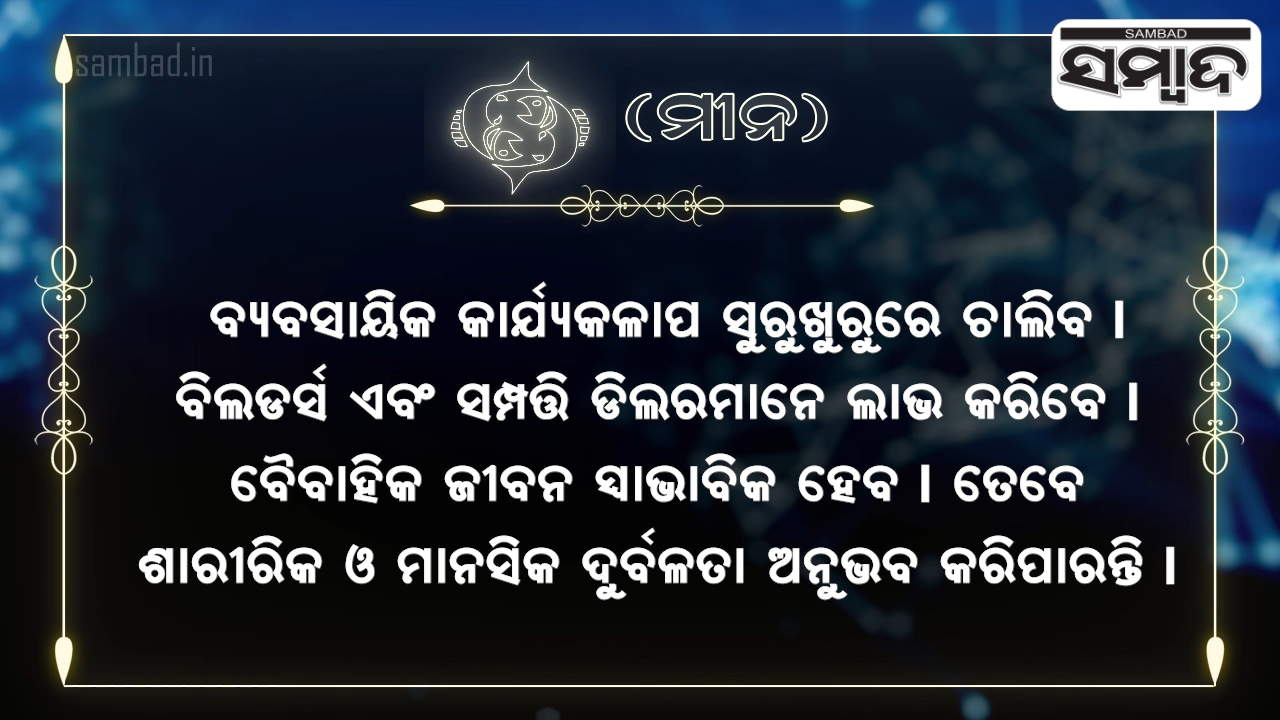 sambad.in
SAMBAD
ସମ୍ବାଦ
(ମୀନ)
ବ୍ୟବସାୟିକ କାର୍ଯ୍ୟକଳାପ ସୁରୁଖୁରୁରେ ଚାଲିବ ।
ବିଲଡର୍ସ ଏବଂ ସମ୍ପତ୍ତି ଡିଲରମାନେ ଲାଭ କରିବେ ।
ବୈବାହିକ ଜୀବନ ସ୍ୱାଭାବିକ ହେବ । ତେବେ
ଶାରୀରିକ ଓ ମାନସିକ ଦୁର୍ବଳତା ଅନୁଭବ କରିପାରନ୍ତି ।